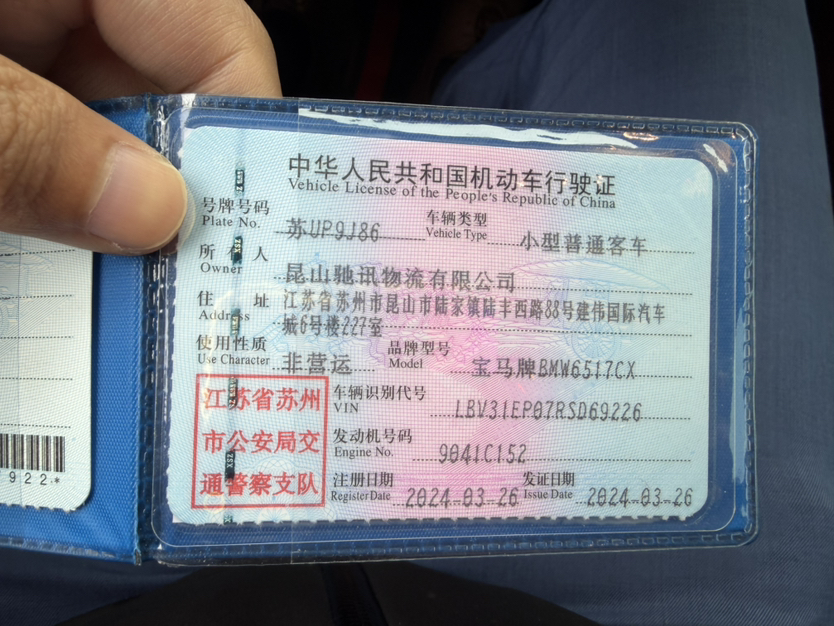 中华人民共和国机动车行驶证
Vehicle License of the People's Republic of China
号牌号码 苏UP9J86 车辆类型 小型普通客车
Plate No. Vehicle Type
所有人 昆山驰讯物流有限公司
Owner
住址 江苏省苏州市昆山市陆家镇陆丰西路88号建伟国际汽车
Address 城6号楼227室
使用性质 非营运 品牌型号 宝马牌BMW6517CX
Use Character Model
江苏省苏州
市公安局交
通警察支队
车辆识别代号 LBV31EP07RSD69226
VIN
发动机号码 9041C152
Engine No.
注册日期 2024-03-26 发证日期 2024-03-26
Register Date Issue Date
922*